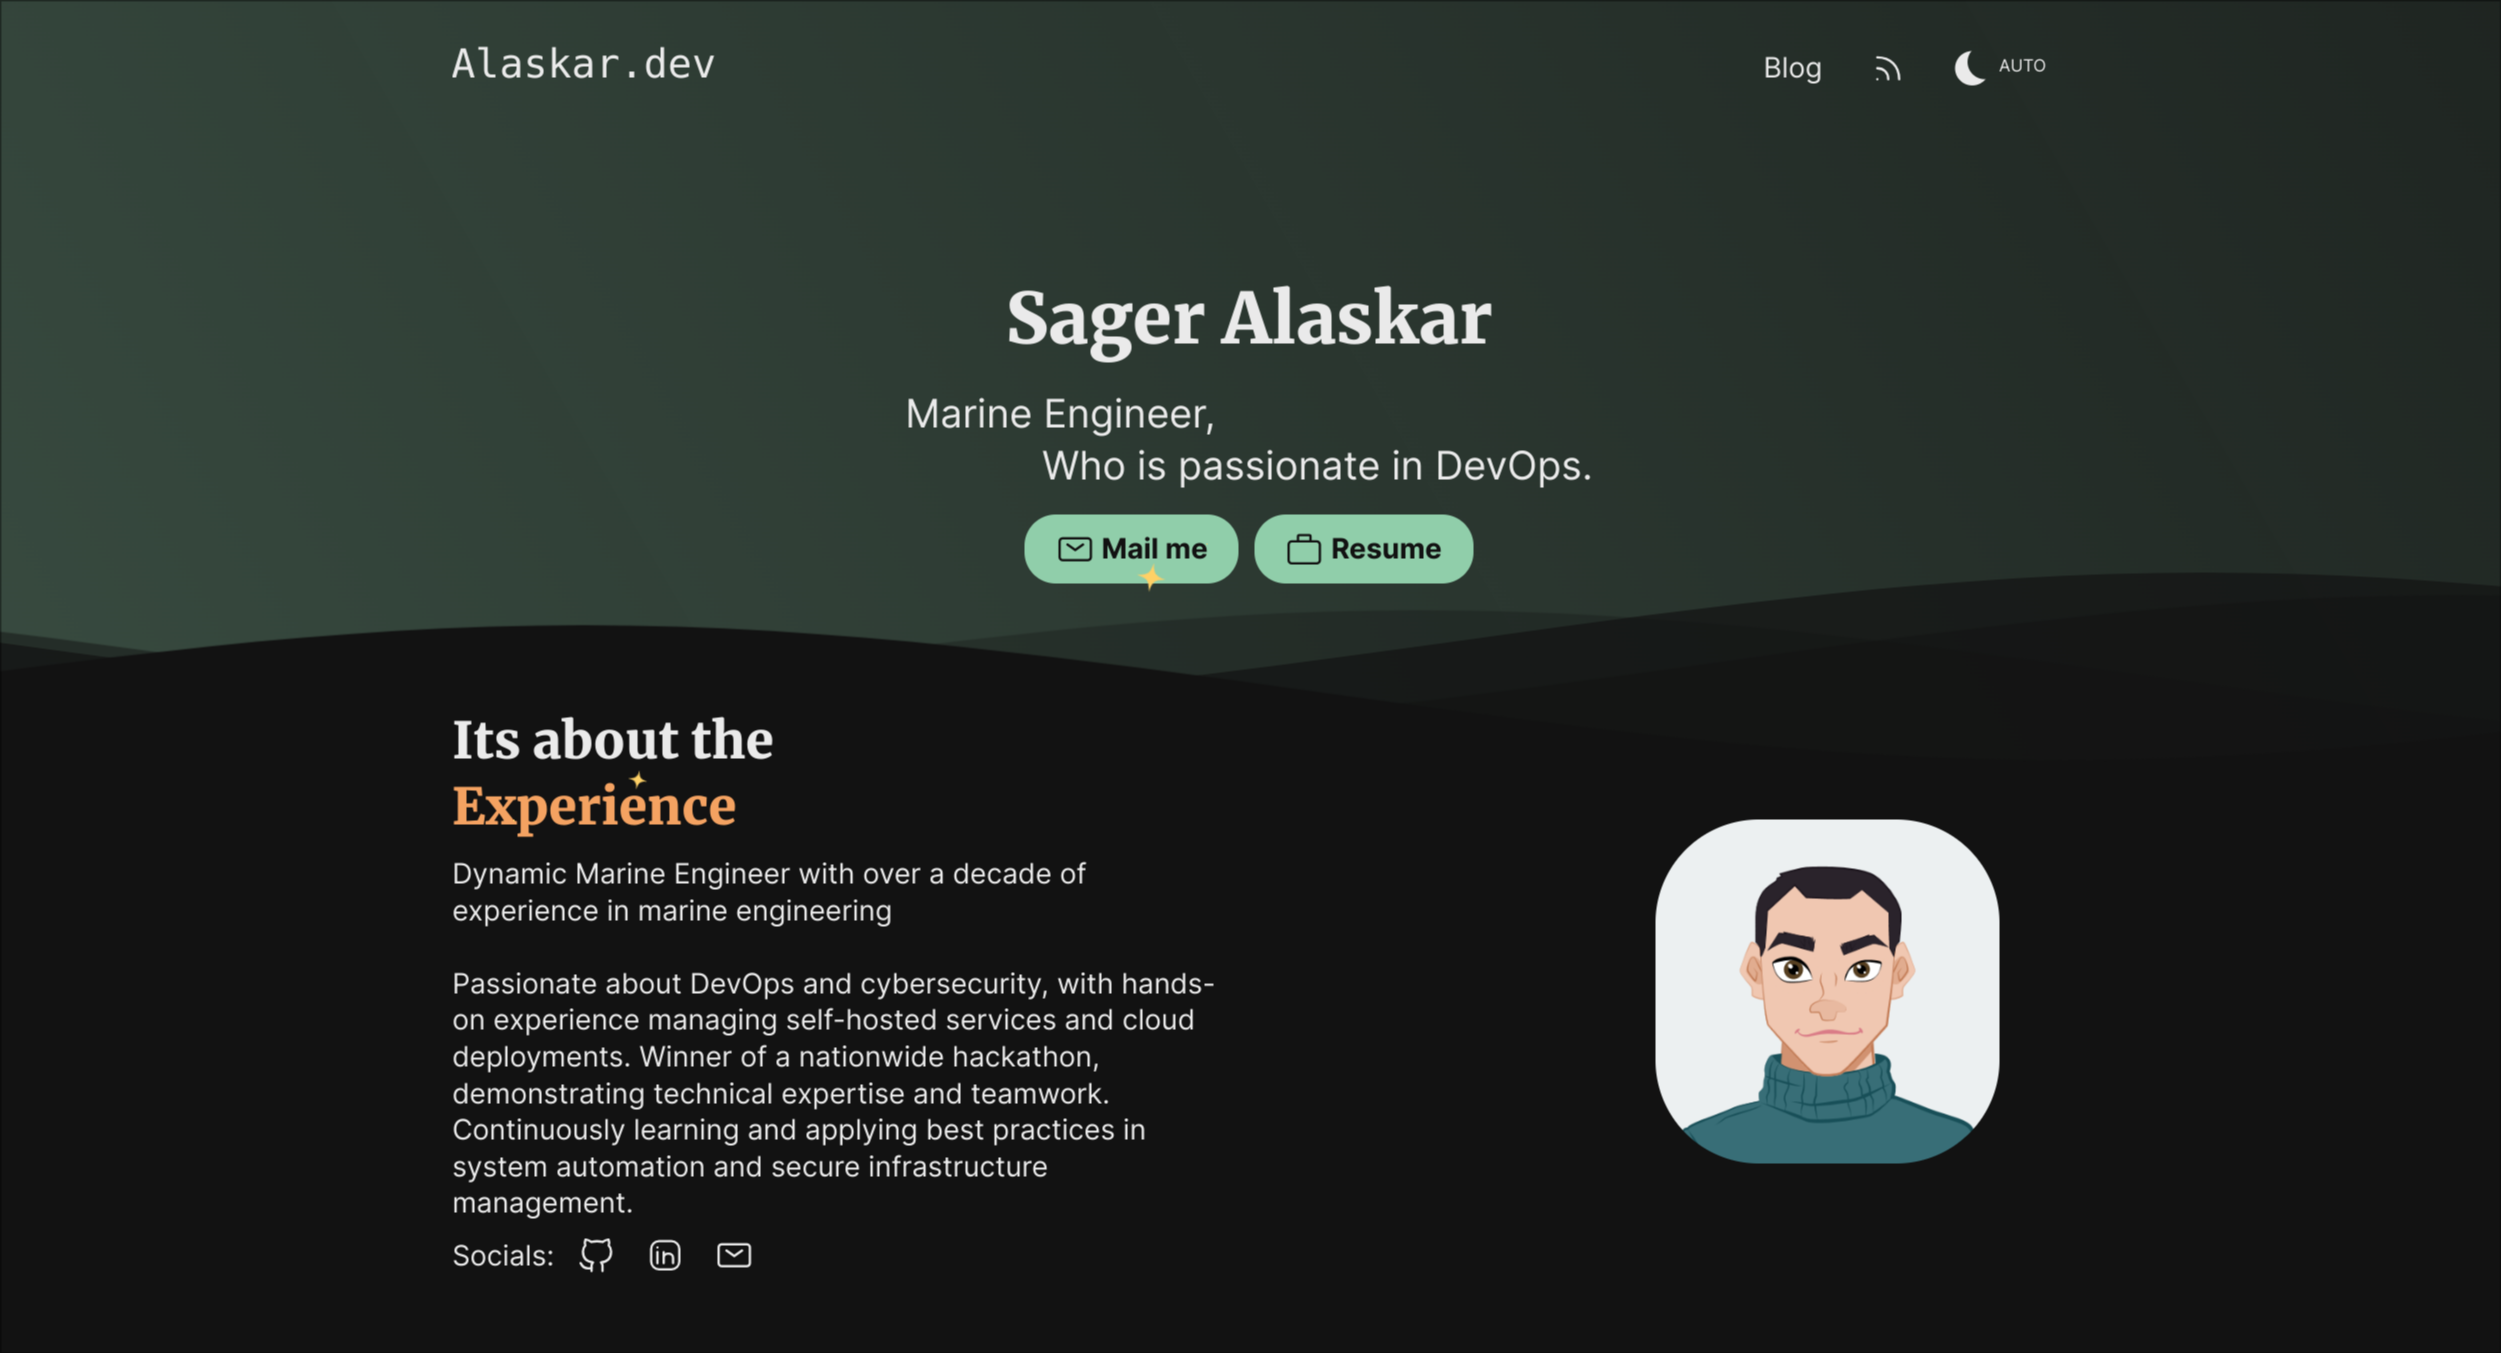 Alaskar.dev
Blog
AUTO
Sager Alaskar
Marine Engineer,
Who is passionate in DevOps.
Mail me
Resume
Its about the
Experience
Dynamic Marine Engineer with over a decade of
experience in marine engineering
Passionate about DevOps and cybersecurity, with hands-
on experience managing self-hosted services and cloud
deployments. Winner of a nationwide hackathon,
demonstrating technical expertise and teamwork.
Continuously learning and applying best practices in
system automation and secure infrastructure
management.
Socials:
in